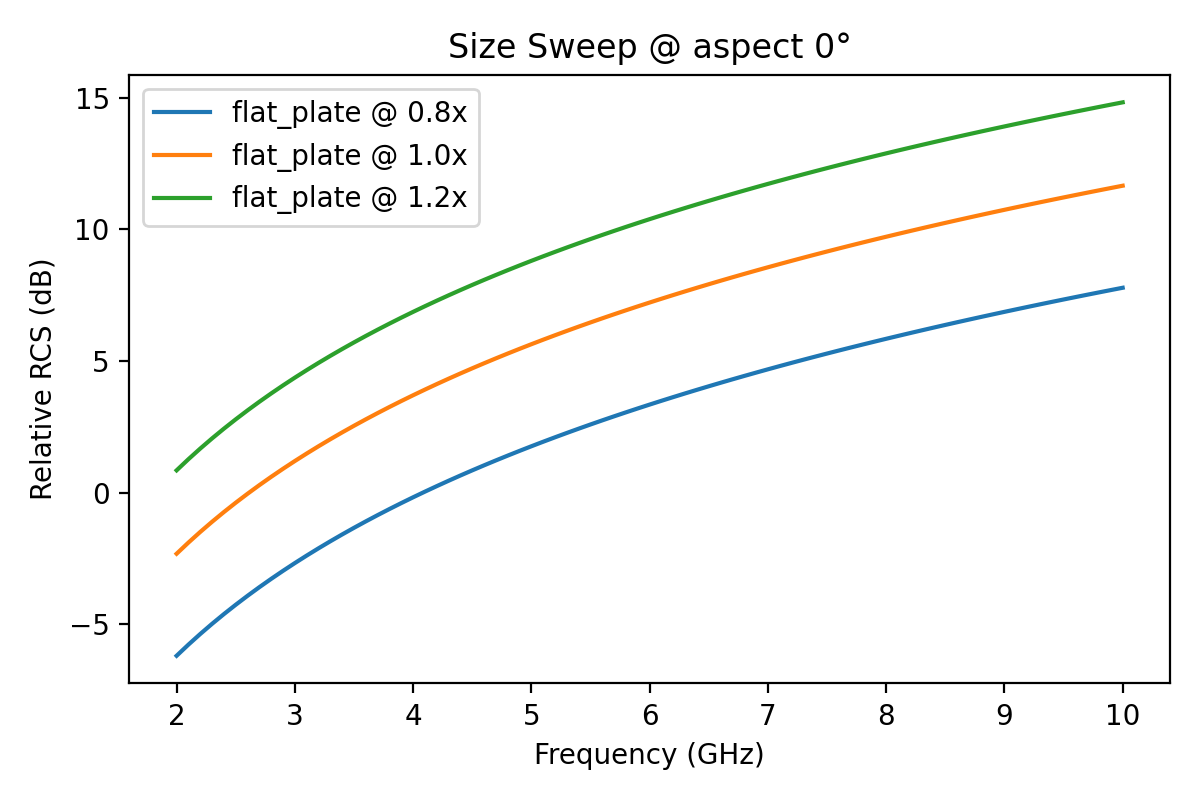 Size Sweep @ aspect 0°
flat_plate @ 0.8x
flat_plate @ 1.0x
flat_plate @ 1.2x
Relative RCS (dB)
15
10
5
0
−5
2 3 4 5 6 7 8 9 10
Frequency (GHz)